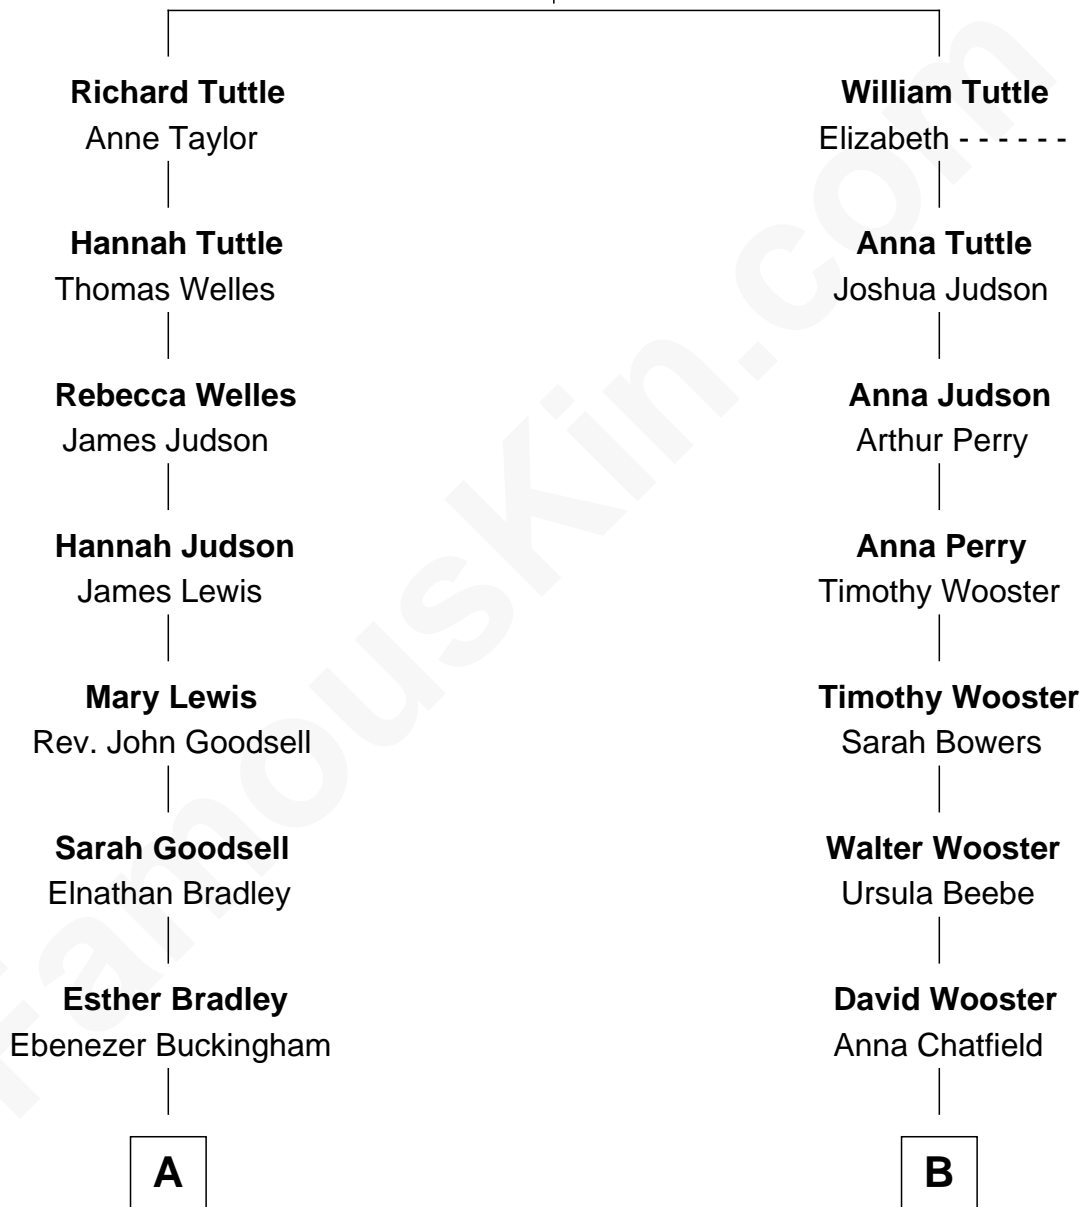 Richard Tuttle
Anne Taylor
Hannah Tuttle
Thomas Welles
Rebecca Welles
James Judson
Hannah Judson
James Lewis
Mary Lewis
Rev. John Goodsell
Sarah Goodsell
Elnathan Bradley
Esther Bradley
Ebenezer Buckingham
A
William Tuttle
Elizabeth - - - - - -
Anna Tuttle
Joshua Judson
Anna Judson
Arthur Perry
Anna Perry
Timothy Wooster
Timothy Wooster
Sarah Bowers
Walter Wooster
Ursula Beebe
David Wooster
Anna Chatfield
B
FamousKin.com